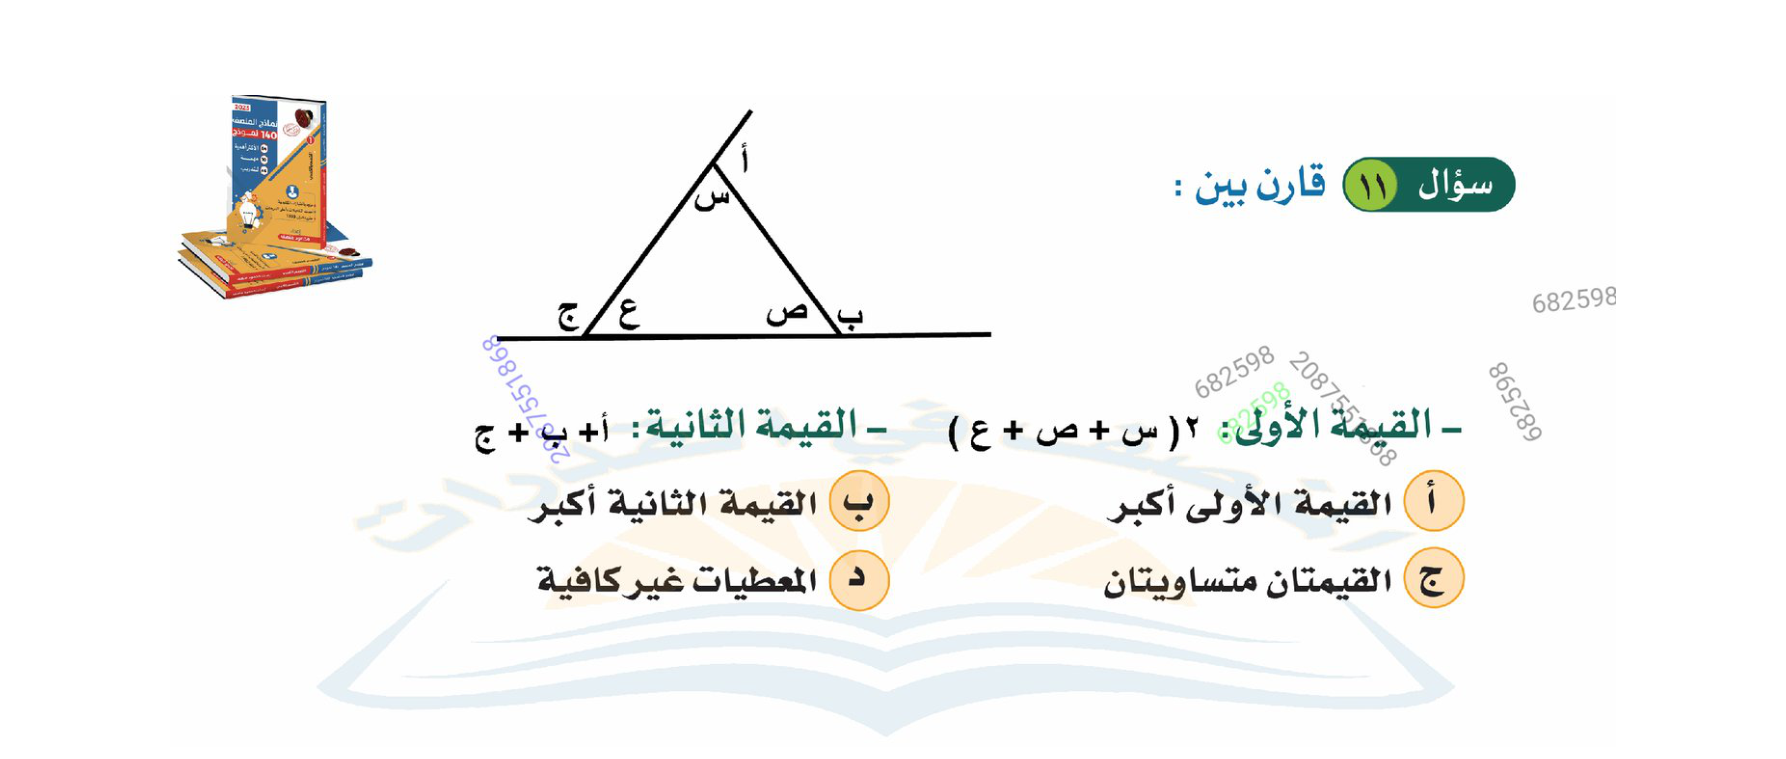 سؤال ١١ قارن بين :
أ
س
ج ع ص ب
682598
682598 2087551868 682598
682598
2087551868
– القيمة الأولى: ٢( س + ص + ع ) – القيمة الثانية: أ+ ب + ج
أ القيمة الأولى أكبر ب القيمة الثانية أكبر
ج القيمتان متساويتان د المعطيات غير كافية